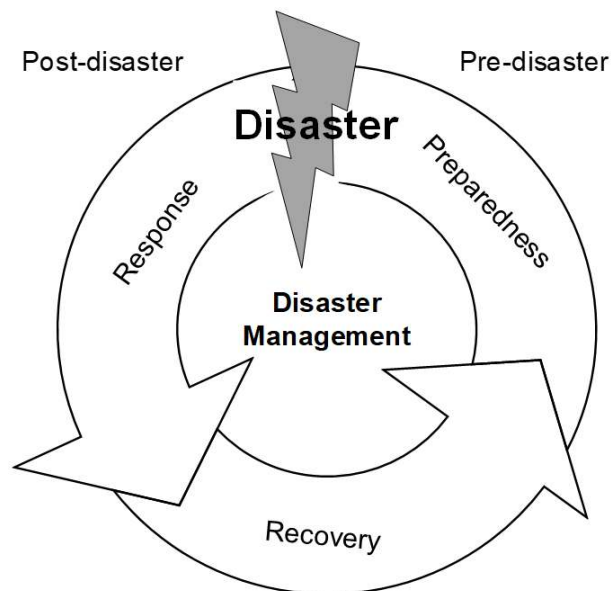 Post-disaster
Pre-disaster
Disaster
Response
Preparedness
Disaster
Management
Recovery